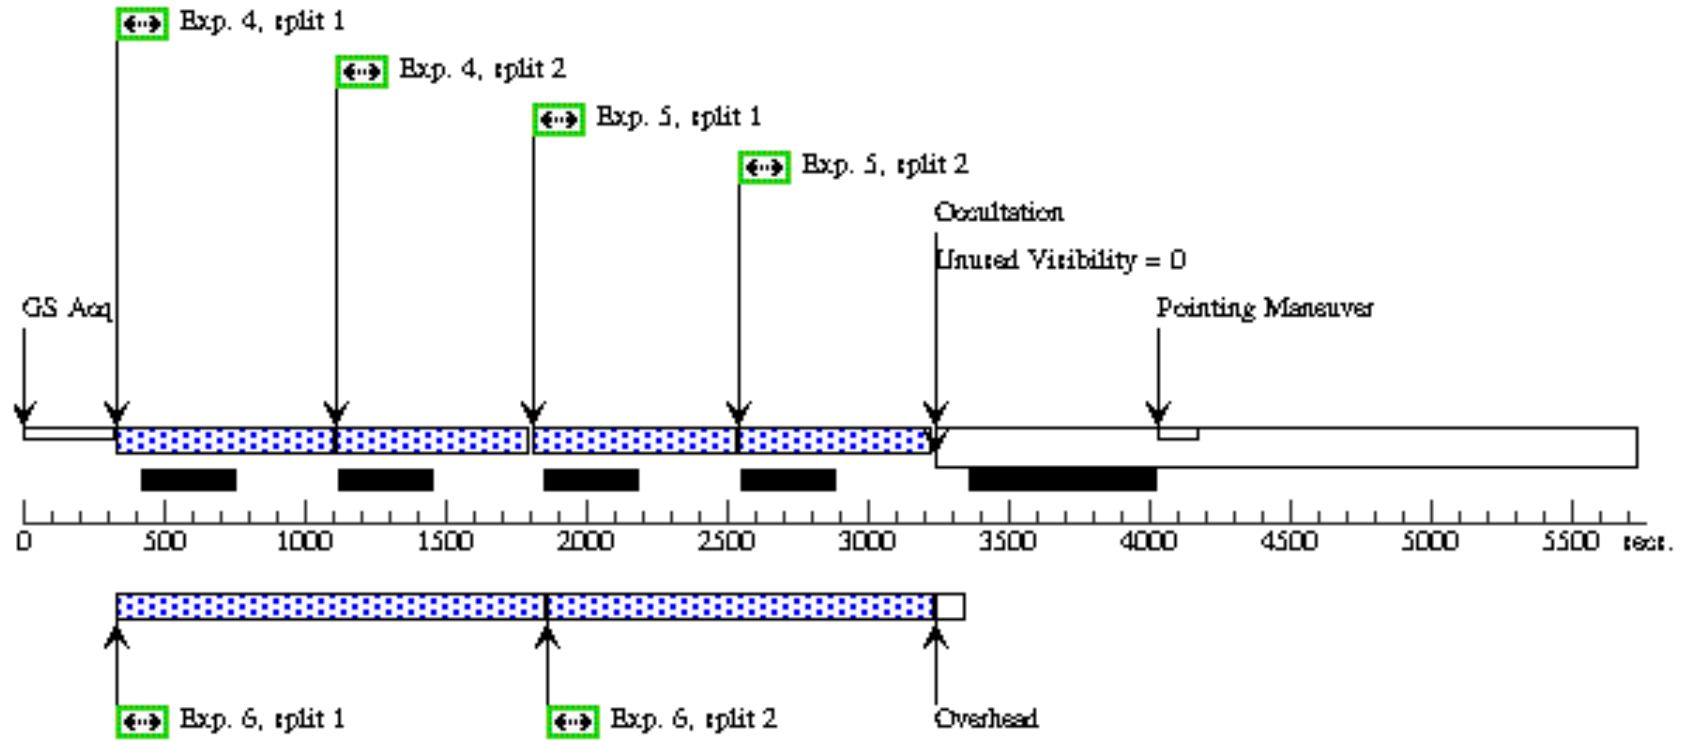 Exp. 4, split 1
Exp. 4, split 2
Exp. 5, split 1
Exp. 5, split 2
Occultation
Unused Visibility = 0
GS Acq
Pointing Maneuver
0 500 1000 1500 2000 2500 3000 3500 4000 4500 5000 5500 secs.
Exp. 6, split 1
Exp. 6, split 2
Overhead